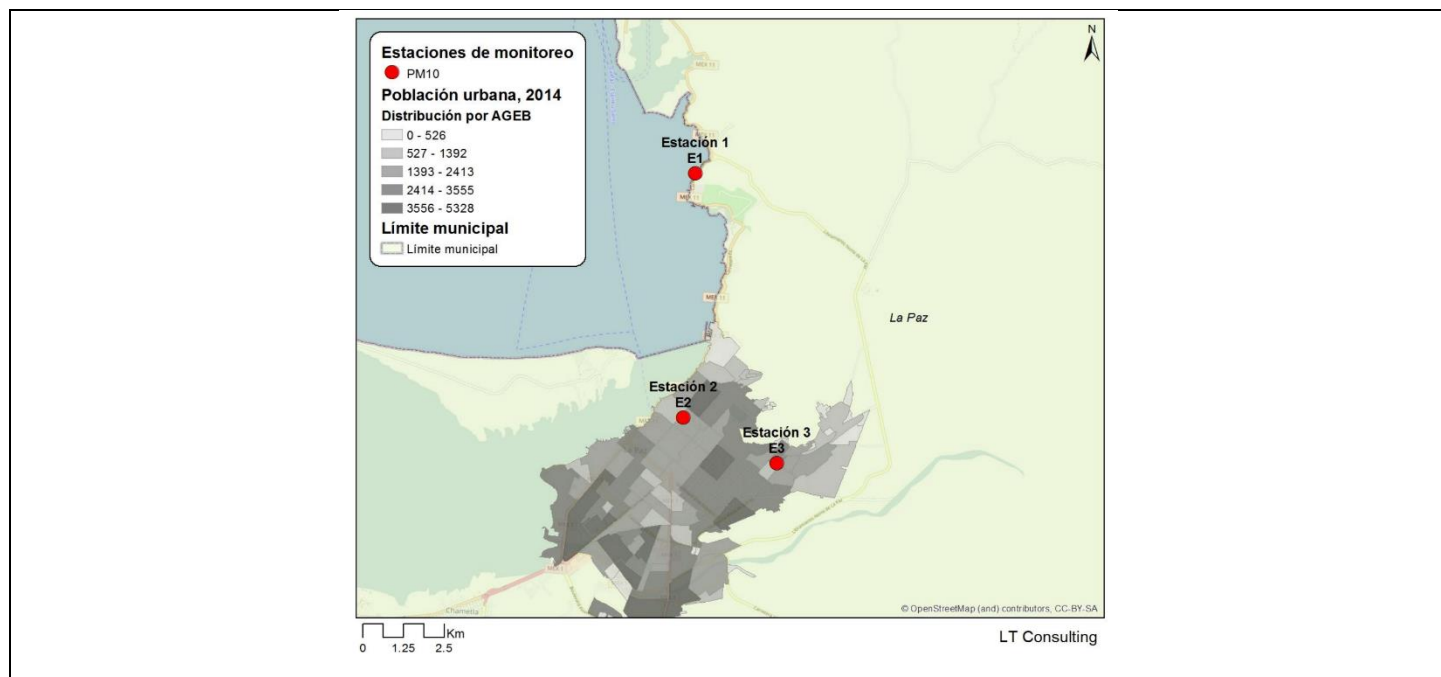 Estaciones de monitoreo
PM10
Población urbana, 2014
Distribución por AGEB
0 - 526
527 - 1392
1393 - 2413
2414 - 3555
3556 - 5328
Límite municipal
Límite municipal
N
Estación 1
E1
MEX 11
La Paz
Estación 2
E2
Estación 3
E3
Chametla
© OpenStreetMap (and) contributors, CC-BY-SA
Km
0 1.25 2.5
LT Consulting